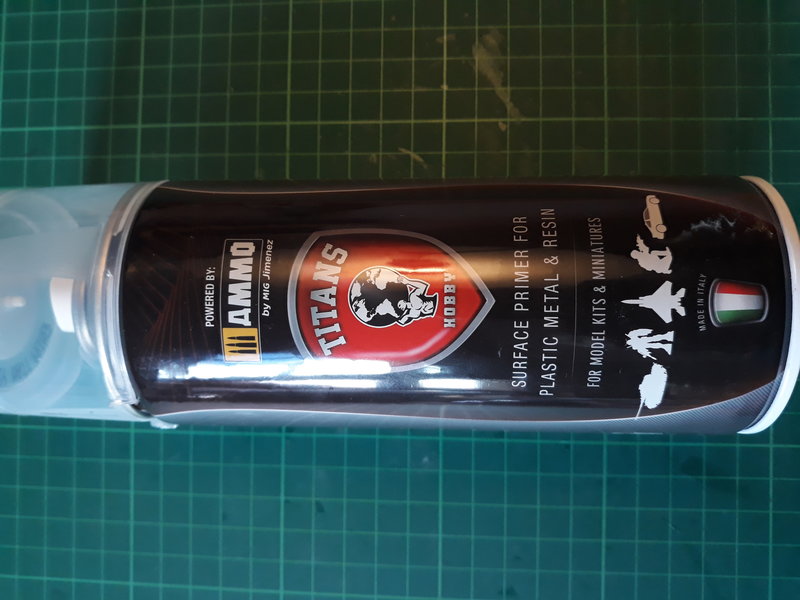 POWERED BY:
AMMO
by MIG Jimenez
TITANS
HOBBY
SURFACE PRIMER FOR
PLASTIC METAL & RESIN
FOR MODEL KITS & MINIATURES
MADE IN ITALY